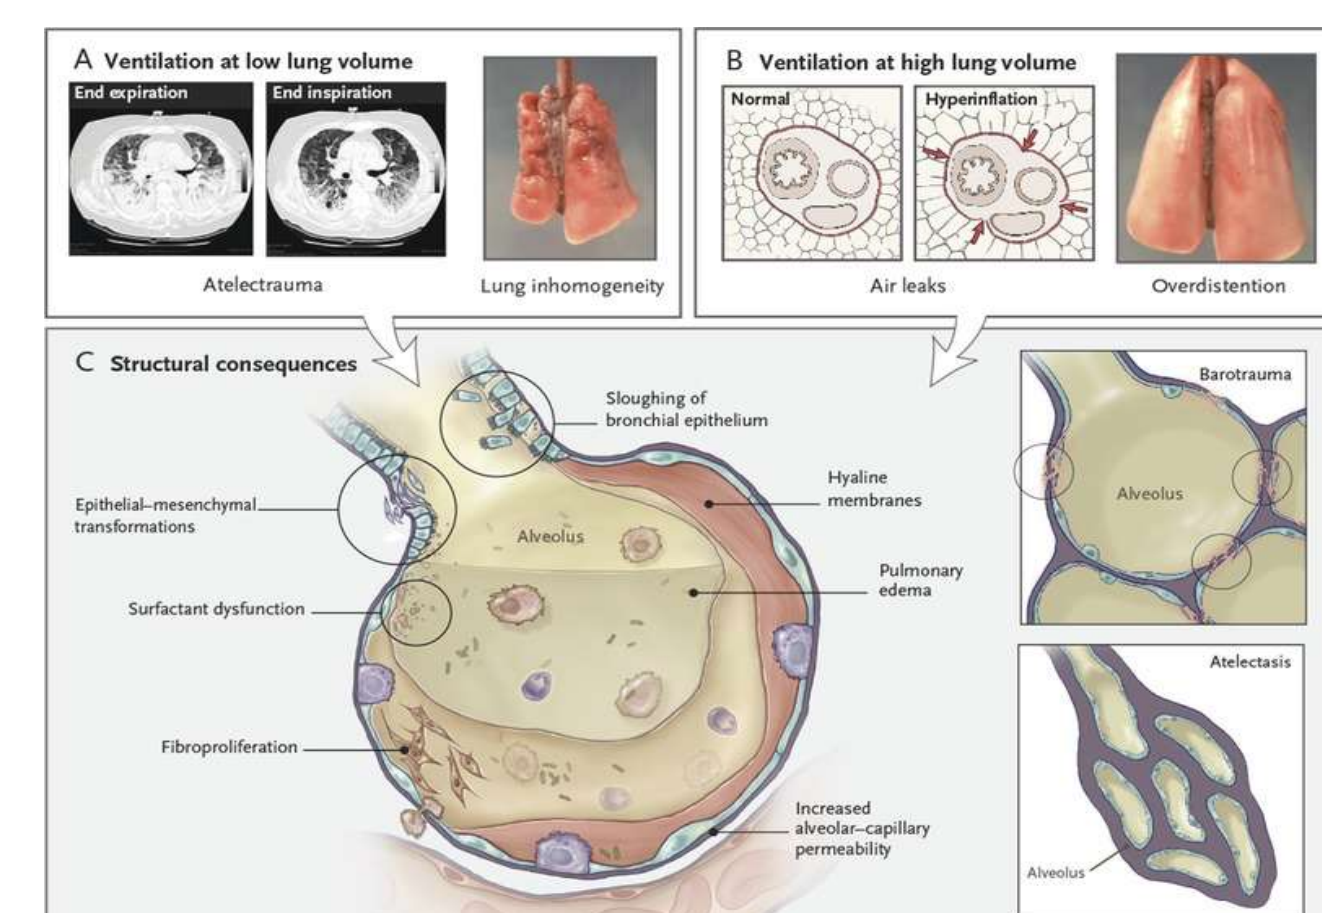 A Ventilation at low lung volume
End expiration
End inspiration
Atelectrauma
Lung inhomogeneity
B Ventilation at high lung volume
Normal
Hyperinflation
Air leaks
Overdistention
C Structural consequences
Sloughing of
bronchial epithelium
Hyaline
membranes
Epithelial–mesenchymal
transformations
Alveolus
Pulmonary
edema
Surfactant dysfunction
Fibroproliferation
Increased
alveolar–capillary
permeability
Barotrauma
Alveolus
Atelectasis
Alveolus